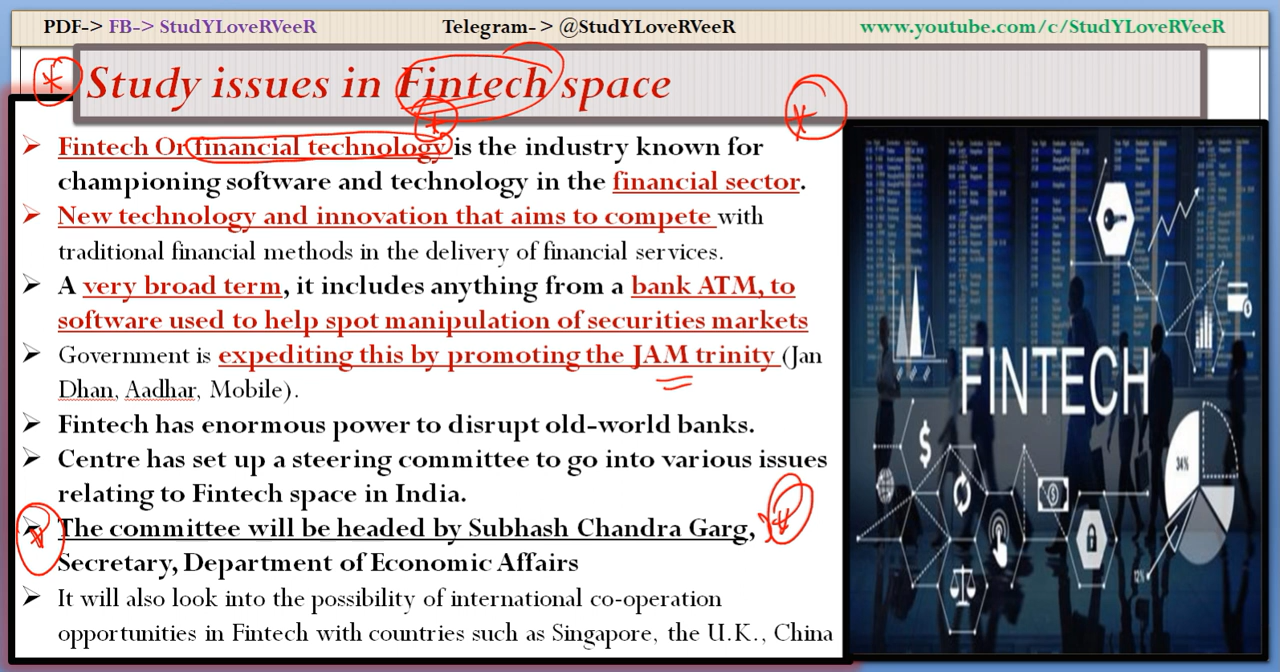 PDF-> FB-> StudYLoveRVeeR Telegram- > @StudYLoveRVeeR www.youtube.com/c/StudYLoveRVeeR
Study issues in Fintech space
Fintech Or financial technology is the industry known for
championing software and technology in the financial sector.
New technology and innovation that aims to compete with
traditional financial methods in the delivery of financial services.
A very broad term, it includes anything from a bank ATM, to
software used to help spot manipulation of securities markets
Government is expediting this by promoting the JAM trinity (Jan
Dhan, Aadhar, Mobile).
Fintech has enormous power to disrupt old-world banks.
Centre has set up a steering committee to go into various issues
relating to Fintech space in India.
The committee will be headed by Subhash Chandra Garg,
Secretary, Department of Economic Affairs
It will also look into the possibility of international co-operation
opportunities in Fintech with countries such as Singapore, the U.K., China
FINTECH
$
34%
12%